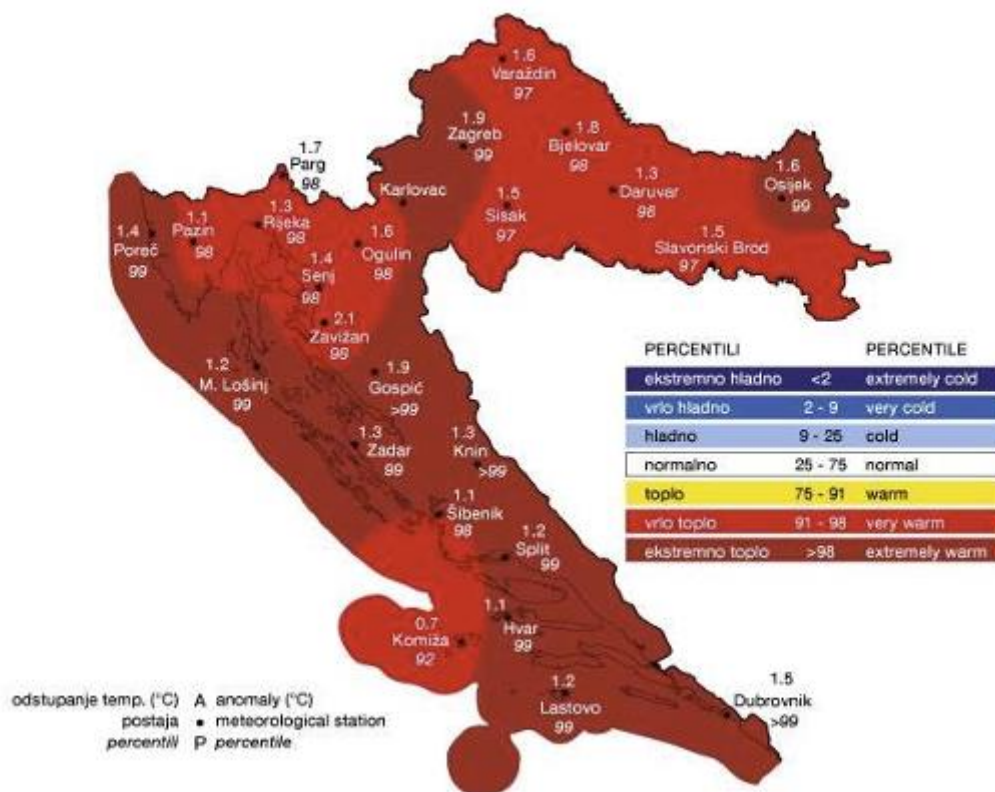 1.6
Varaždin
97
1.9
Zagreb
99
1.8
Bjelovar
98
1.7
Parg
98
1.6
Osijek
99
Karlovac
1.3
Daruvar
96
1.5
Sisak
97
1.4
Poreč
99
1.1
Pazin
98
1.3
Rijeka
98
1.6
Ogulin
98
1.5
Slavonski Brod
97
1.4
Senj
98
2.1
Zavižan
96
1.2
M. Lošinj
99
1.9
Gospić
>99
1.3
Zadar
99
1.3
Knin
>99
1.1
Šibenik
98
1.2
Split
99
0.7
Komiža
92
1.1
Hvar
99
1.2
Lastovo
99
1.5
Dubrovnik
>99
PERCENTILI PERCENTILE
ekstremno hladno <2 extremely cold
vrlo hladno 2 - 9 very cold
hladno 9 - 25 cold
normalno 25 - 75 normal
toplo 75 - 91 warm
vrlo toplo 91 - 98 very warm
ekstremno toplo >98 extremely warm
odstupanje temp. (°C) A anomaly (°C)
postaja • meteorological station
percentili P percentile